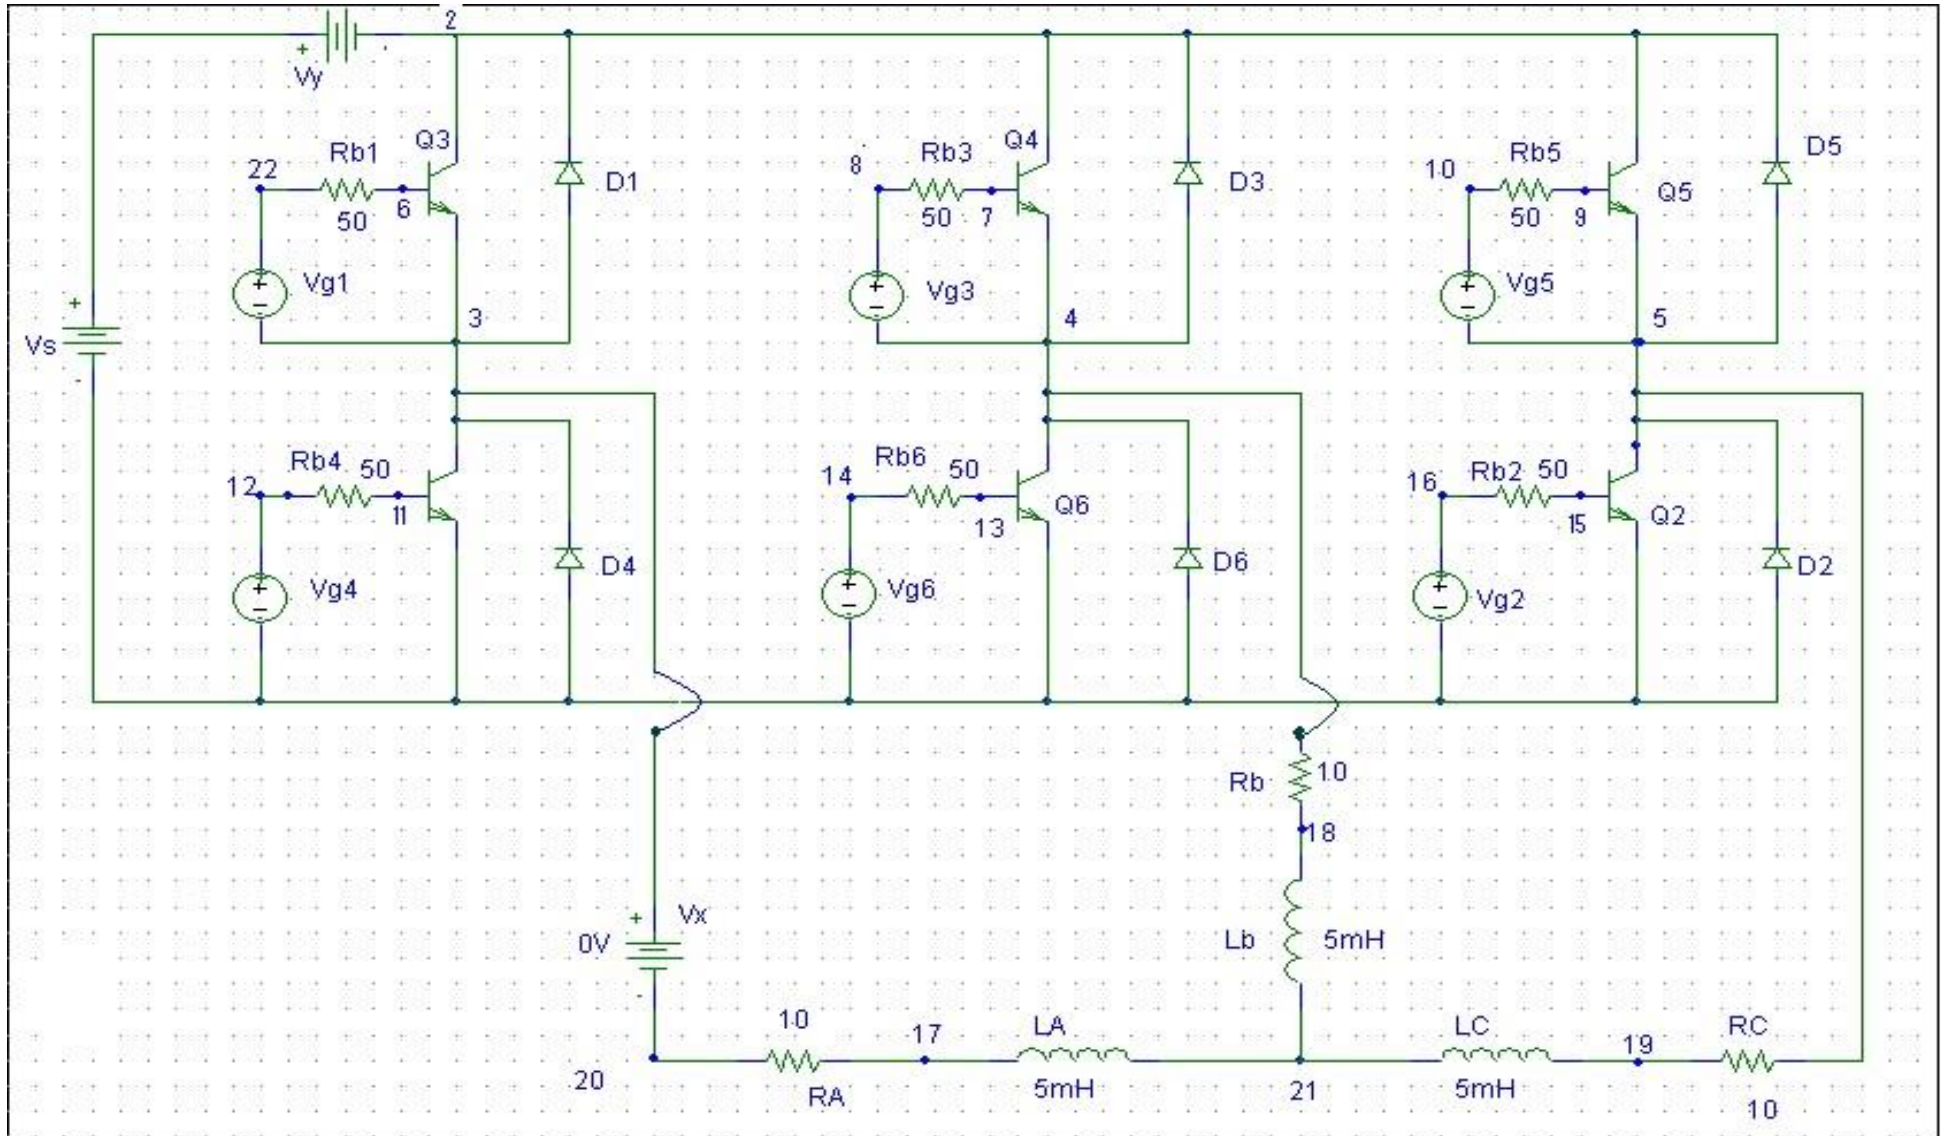 2
+
Vy
Q3
Q4
D5
Rb1
Rb3
Rb5
22
8
10
D1
D3
Q5
6
7
9
50
50
50
Vg1
Vg3
Vg5
+
+
+
−
−
−
+
3
4
5
Vs
-
Rb4
50
Rb6
50
Rb2
50
12
14
16
11
13
15
Q6
Q2
D4
D6
D2
Vg4
Vg6
Vg2
+
+
+
−
−
−
Rb
10
18
+
Vx
0V
-
Lb
5mH
10
17
LA
LC
19
RC
20
RA
5mH
21
5mH
10